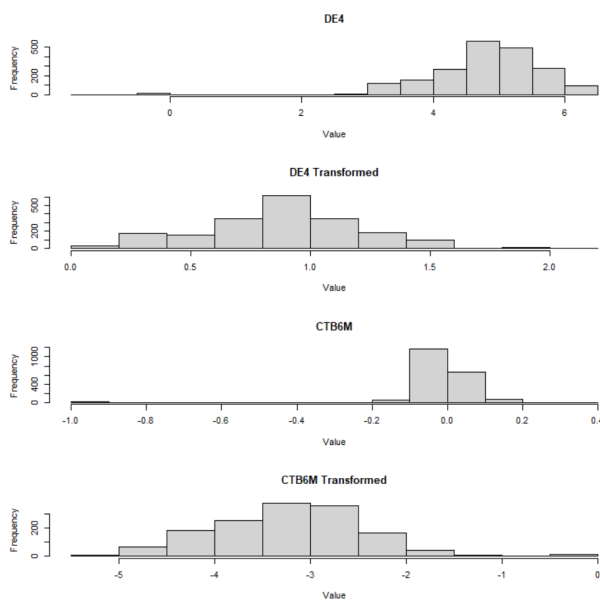 DE4
Frequency
0 200 500
0 2 4 6
Value
DE4 Transformed
Frequency
0 200 500
0.0 0.5 1.0 1.5 2.0
Value
CTB6M
Frequency
0 400 1000
-1.0 -0.8 -0.6 -0.4 -0.2 0.0 0.2 0.4
Value
CTB6M Transformed
Frequency
0 200
-5 -4 -3 -2 -1 0
Value